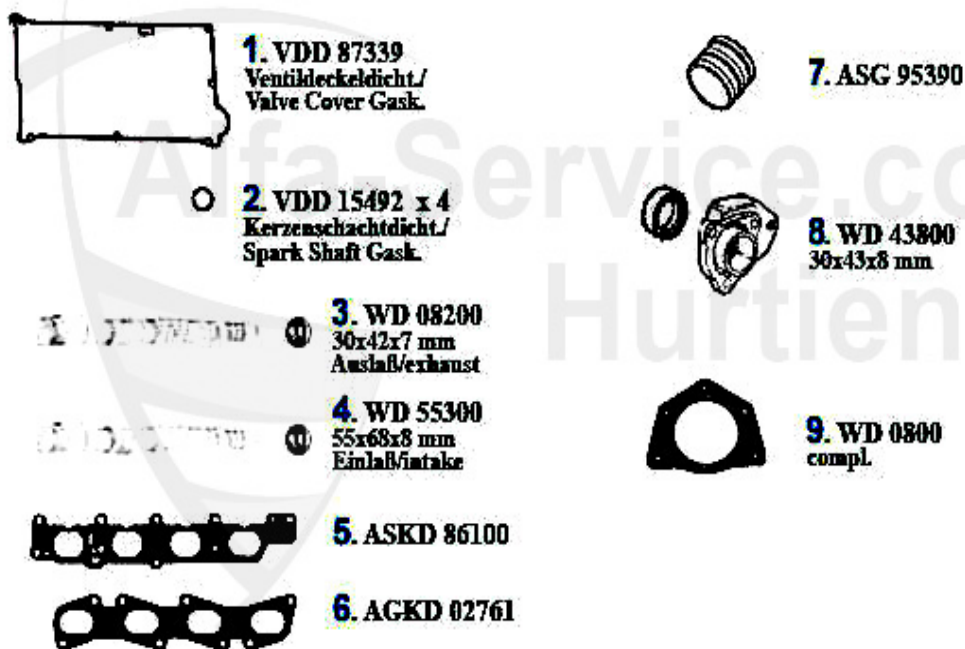 1. VDD 87339
Ventildeckeldicht./
Valve Cover Gask.
2. VDD 15492 x 4
Kerzenschachtdicht./
Spark Shaft Gask.
3. WD 08200
30x42x7 mm
Auslaß/exhaust
4. WD 55300
55x68x8 mm
Einlaß/intake
5. ASKD 86100
6. AGKD 02761
7. ASG 95390
8. WD 43800
30x43x8 mm
9. WD 0800
compl.
Alfa-Service.co
Hurtien